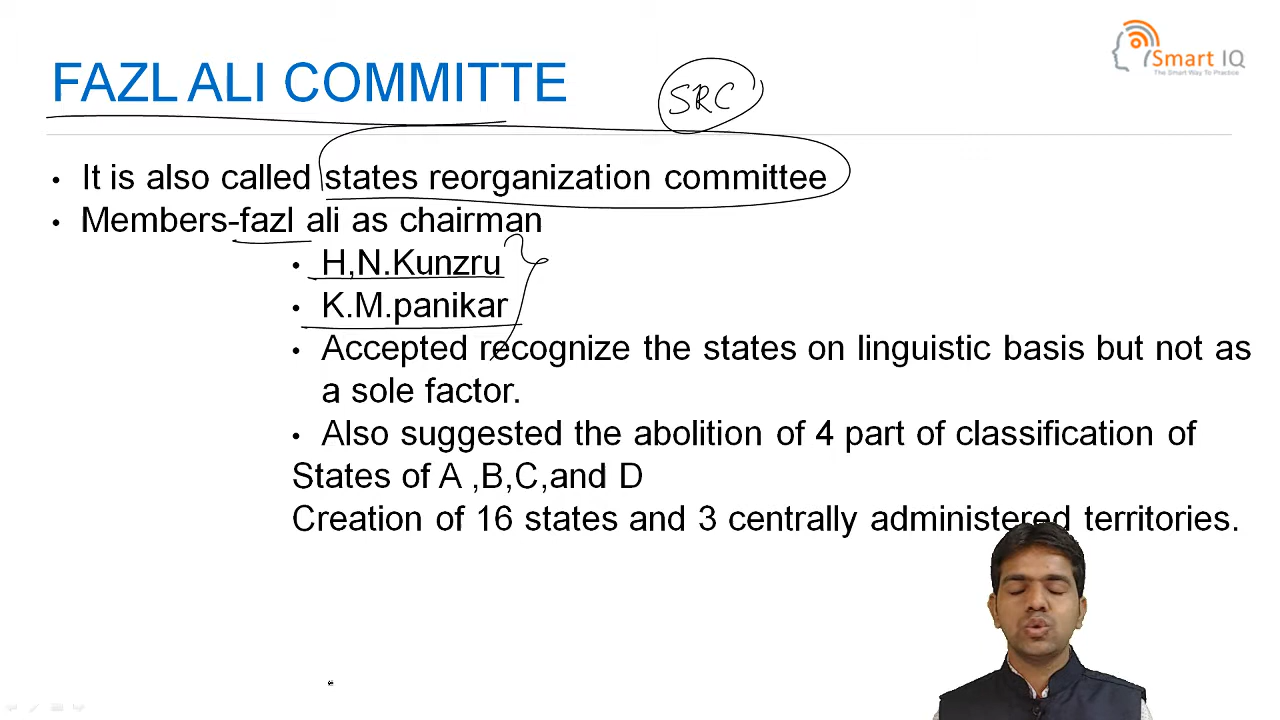 Smart IQ
The Smart Way To Practice
FAZL ALI COMMITTE
SRC
• It is also called states reorganization committee
• Members-fazl ali as chairman
• H,N.Kunzru
• K.M.panikar
• Accepted recognize the states on linguistic basis but not as
a sole factor.
• Also suggested the abolition of 4 part of classification of
States of A ,B,C,and D
Creation of 16 states and 3 centrally administered territories.